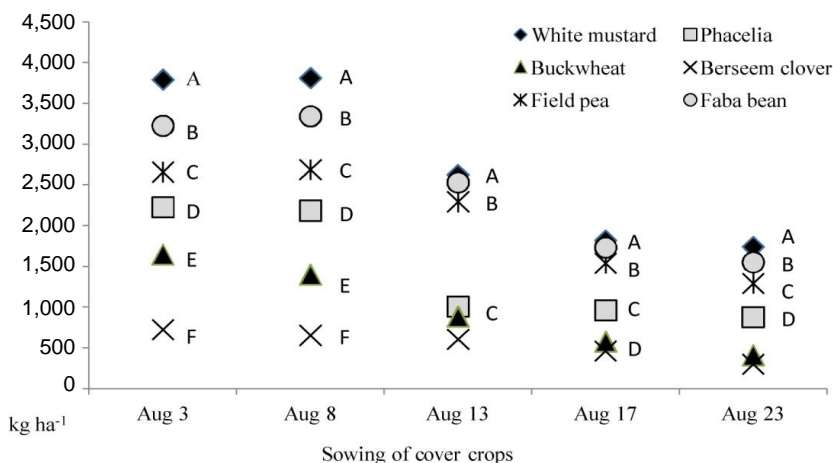 4,500
4,000
3,500
3,000
2,500
2,000
1,500
1,000
500
0
kg ha-1
White mustard Phacelia
Buckwheat Berseem clover
Field pea Faba bean
A A
B B
C C
D D
E E
F F
A
B
C
A
B
C
D
A
B
C
D
Aug 3 Aug 8 Aug 13 Aug 17 Aug 23
Sowing of cover crops